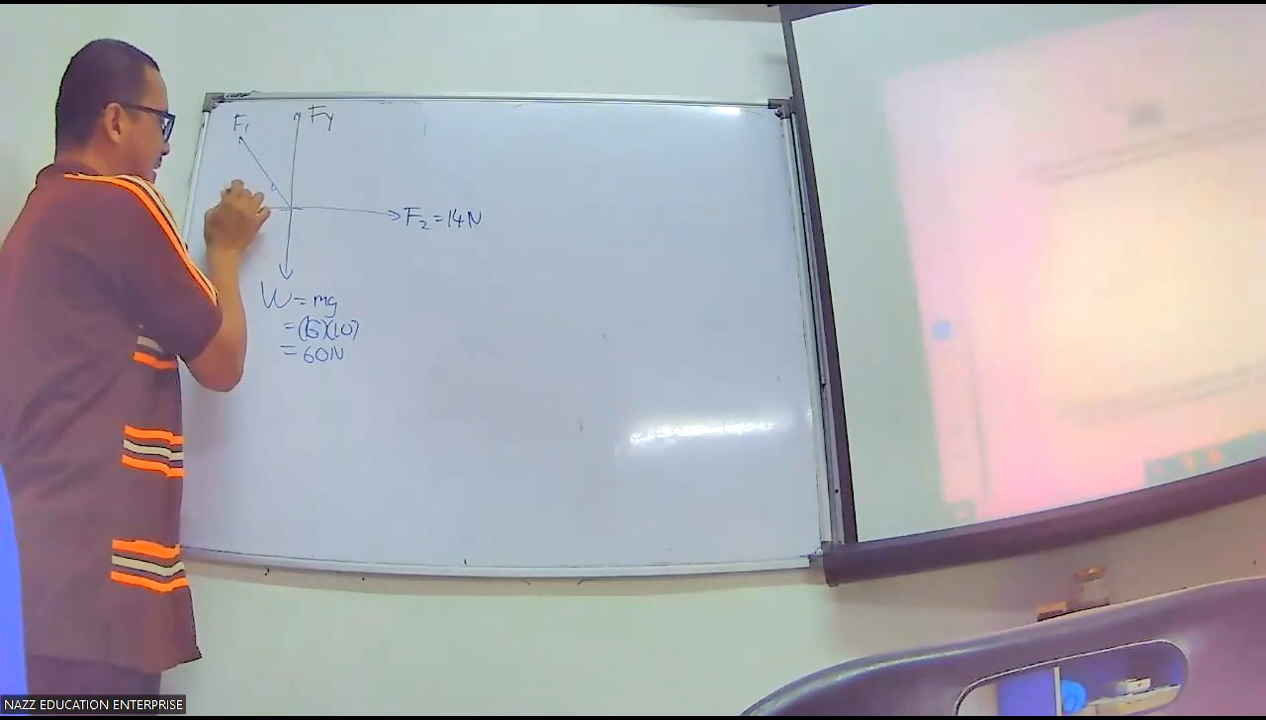 F₁
Fy
F₂ = 14N
W = mg
= (6)(10)
= 60N
NAZZ EDUCATION ENTERPRISE